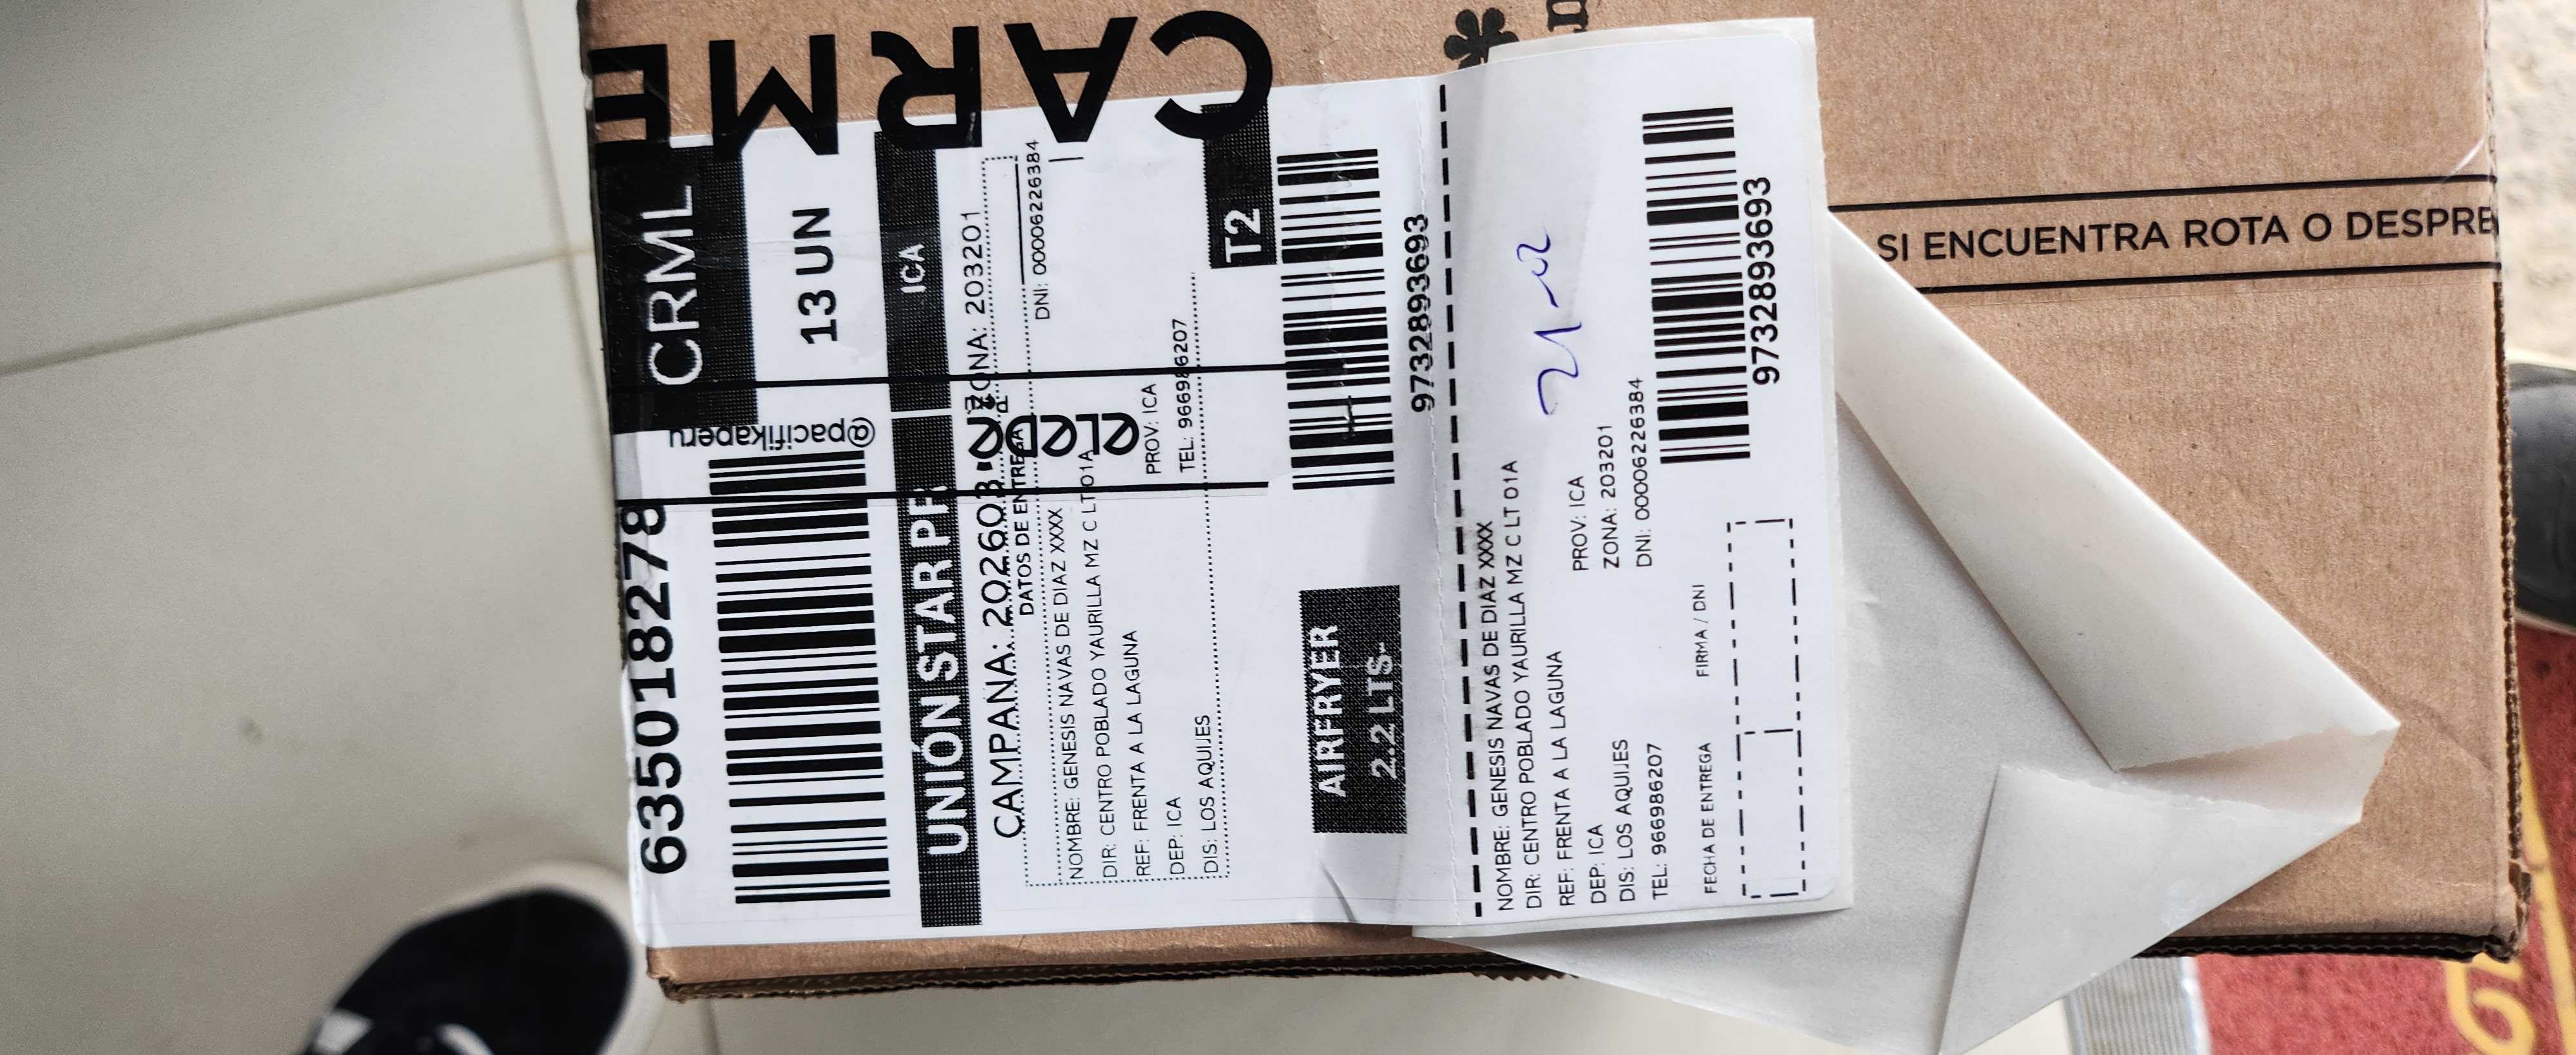 CARME
CRML
13 UN
@pacifikaperu
6350182782
UNIÓN STAR PE
ICA
CAMPAÑA: 202603
ZONA: 203201
DATOS DE ENTREGA
DNI: 00006226384
NOMBRE: GENESIS NAVAS DE DIAZ XXXX
DIR: CENTRO POBLADO YAURILLA MZ C LT 01A
REF: FRENTA A LA LAGUNA
DEP: ICA
PROV: ICA
DIS: LOS AQUIJES
TEL: 966986207
T2
AIRFRYER
2.2 LTS-
9732893693
NOMBRE: GENESIS NAVAS DE DIAZ XXXX
DIR: CENTRO POBLADO YAURILLA MZ C LT 01A
REF: FRENTA A LA LAGUNA
DEP: ICA
PROV: ICA
DIS: LOS AQUIJES
ZONA: 203201
TEL: 966986207
DNI: 00006226384
21-02
FECHA DE ENTREGA
FIRMA / DNI
9732893693
SI ENCUENTRA ROTA O DESPRE